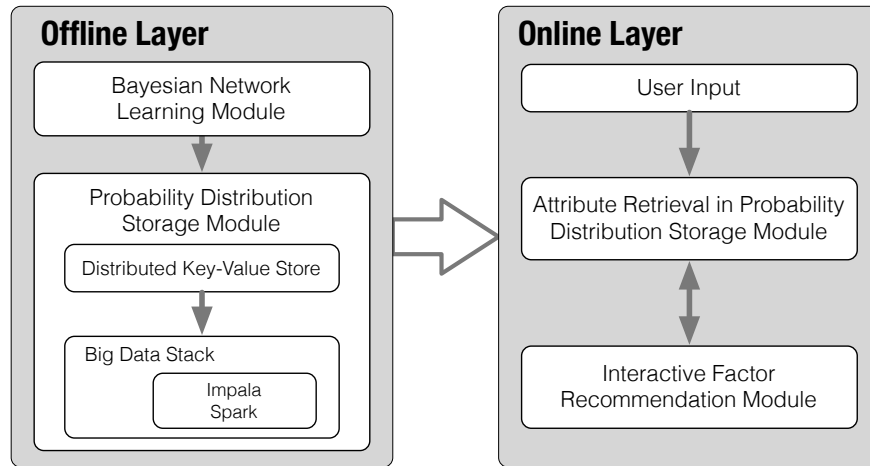 Offline Layer
Bayesian Network
Learning Module
Probability Distribution
Storage Module
Distributed Key-Value Store
Big Data Stack
Impala
Spark
Online Layer
User Input
Attribute Retrieval in Probability
Distribution Storage Module
Interactive Factor
Recommendation Module